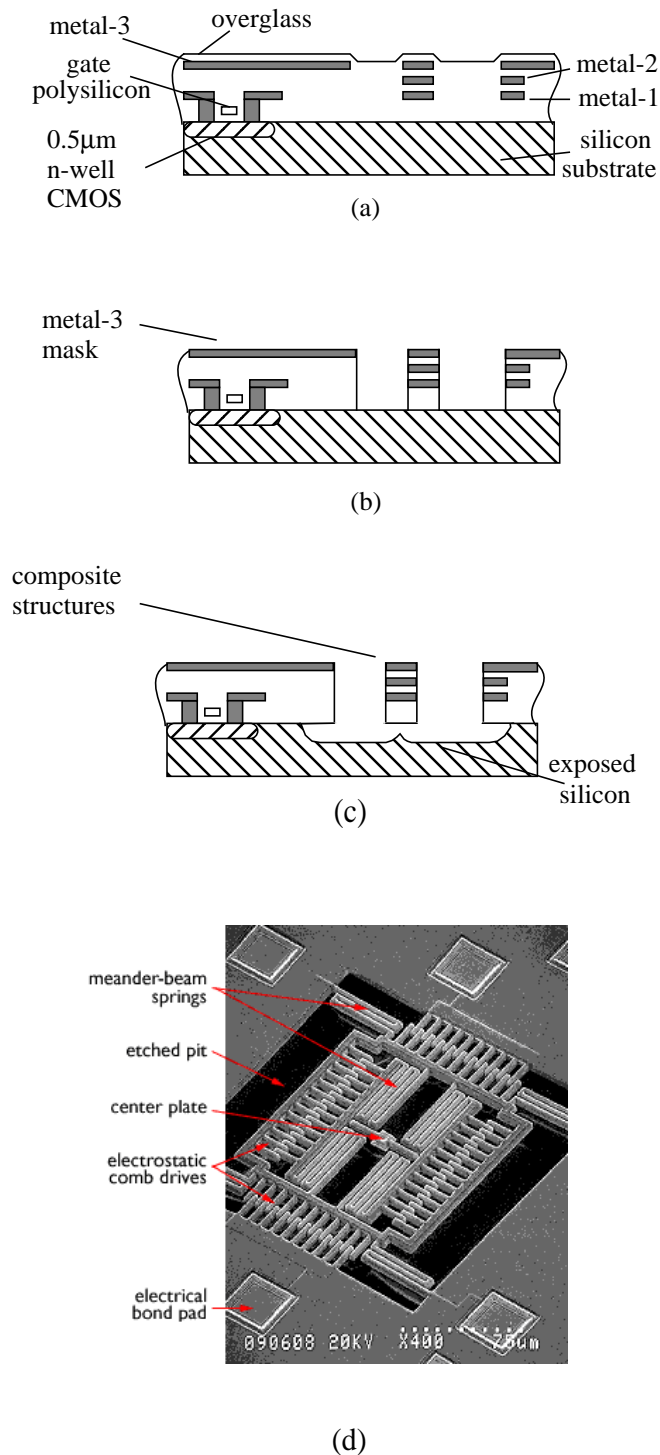 overglass
metal-3
gate
polysilicon
metal-2
metal-1
0.5μm
n-well
CMOS
silicon
substrate
(a)
metal-3
mask
(b)
composite
structures
exposed
silicon
(c)
meander-beam
springs
etched pit
center plate
electrostatic
comb drives
electrical
bond pad
090608 20KV X400 75um
(d)